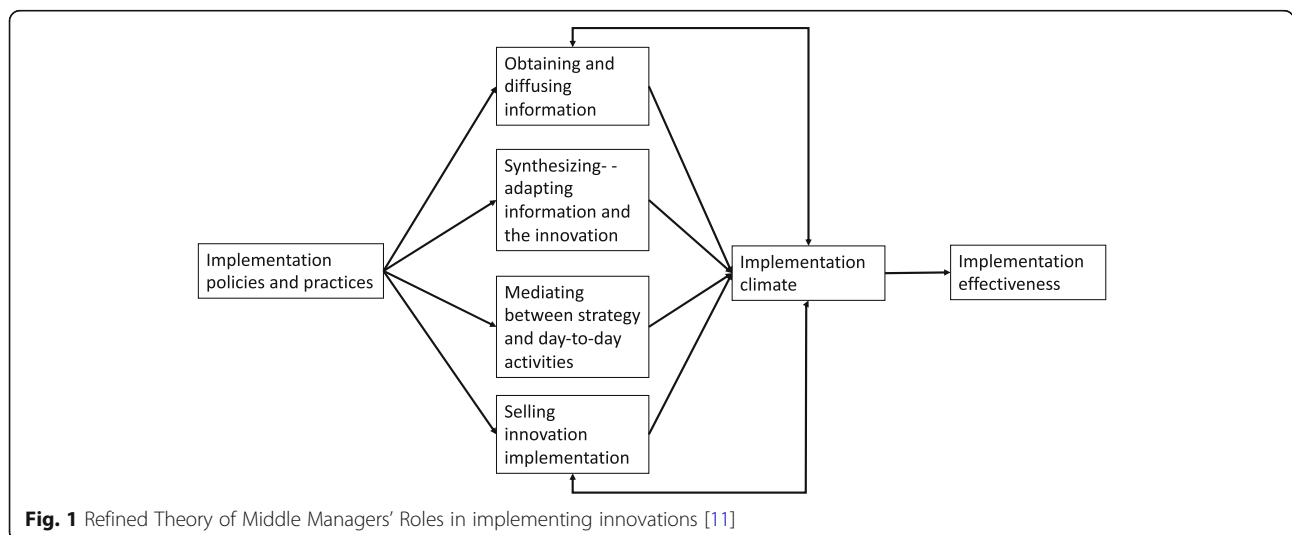 Obtaining and
diffusing
information
Synthesizing- -
adapting
information and
the innovation
Implementation
policies and practices
Mediating
between strategy
and day-to-day
activities
Selling
innovation
implementation
Implementation
climate
Implementation
effectiveness
Fig. 1 Refined Theory of Middle Managers’ Roles in implementing innovations [11]